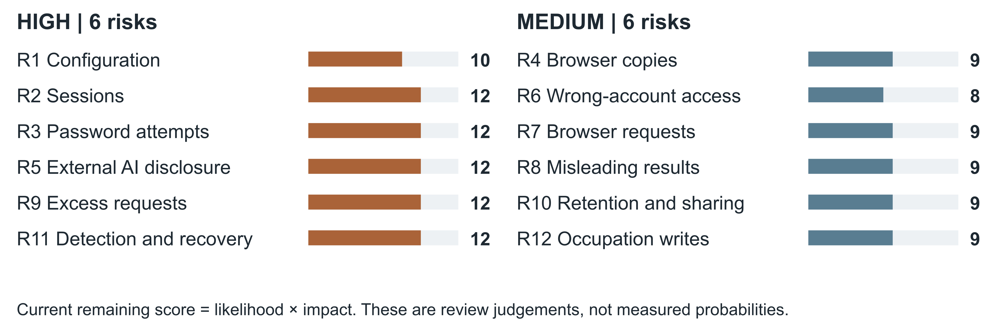 HIGH | 6 risks
R1 Configuration 10
R2 Sessions 12
R3 Password attempts 12
R5 External AI disclosure 12
R9 Excess requests 12
R11 Detection and recovery 12
MEDIUM | 6 risks
R4 Browser copies 9
R6 Wrong-account access 8
R7 Browser requests 9
R8 Misleading results 9
R10 Retention and sharing 9
R12 Occupation writes 9
Current remaining score = likelihood × impact. These are review judgements, not measured probabilities.